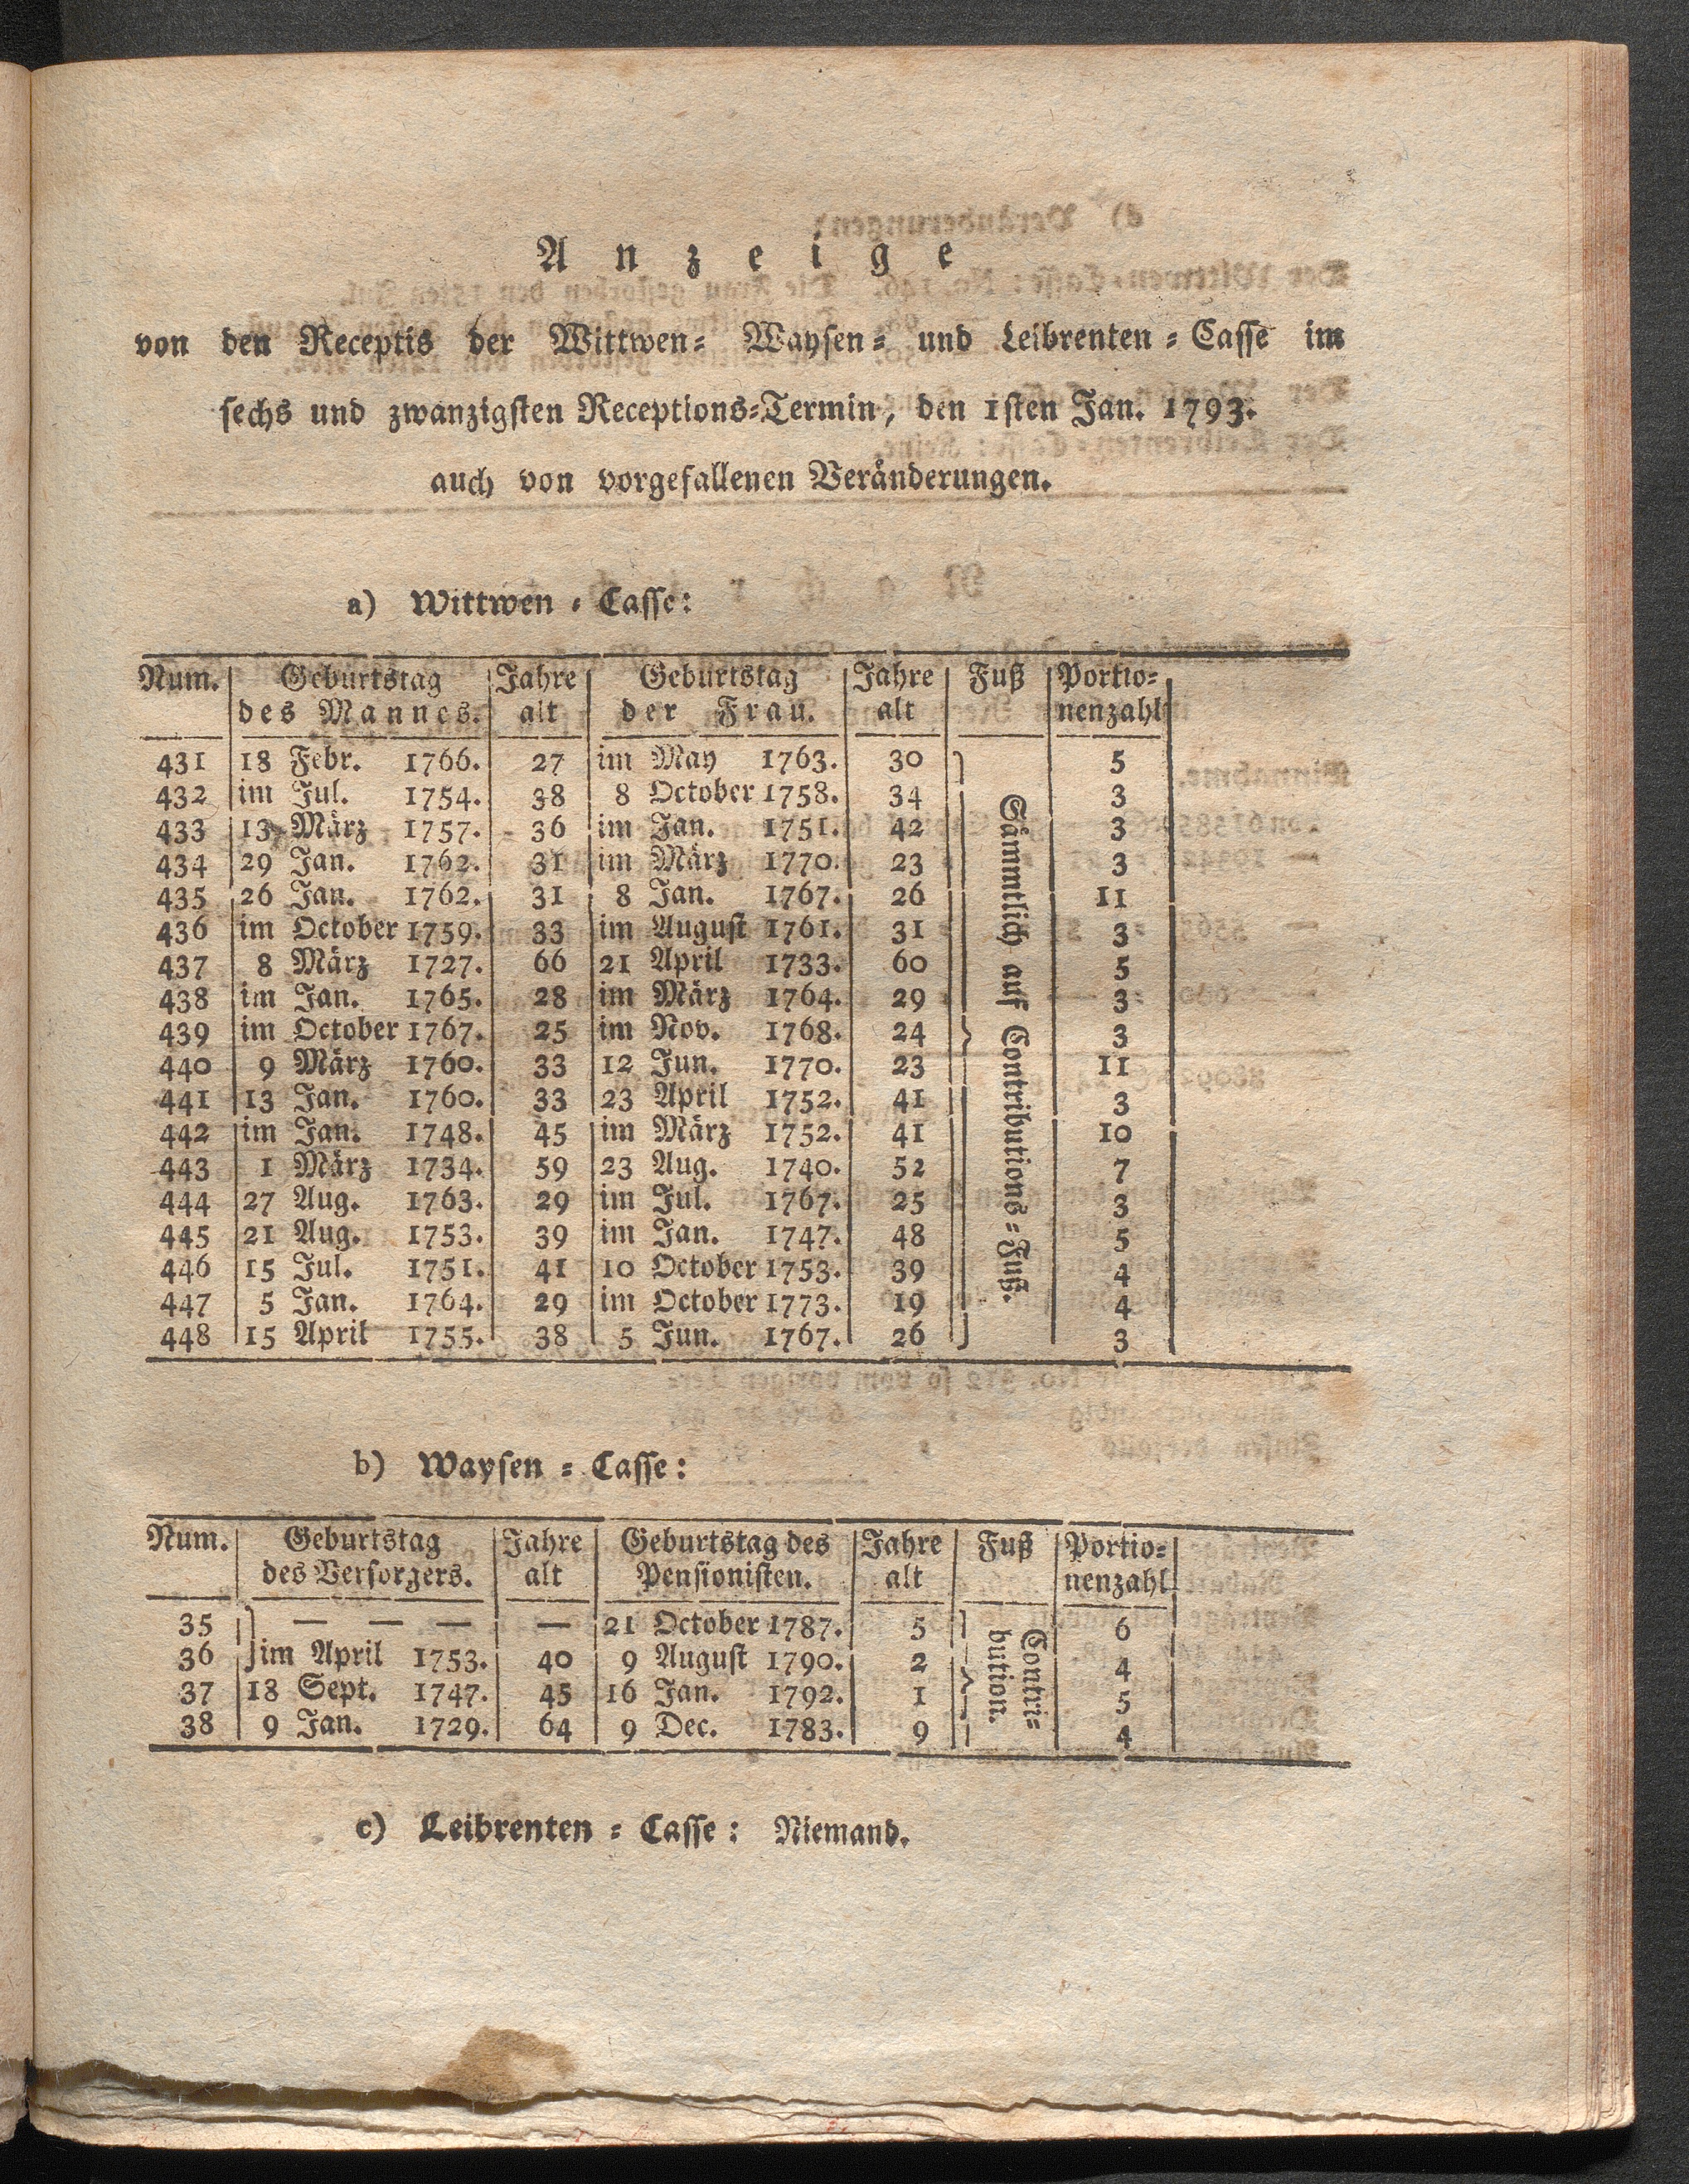 Anzeige
von den Receptis der Wittwen- Waysen- und Leibrenten-Casse im
sechs und zwanzigsten Receptions-Termin, den 1sten Jan. 1793.
auch von vorgefallenen Veränderungen.
a) Wittwen-Casse:
Num. Geburtstag Jahre Geburtstag Jahre Fuß Portio-
des Mannes. alt der Frau. alt nenzahl
431 18 Febr. 1766. 27 im May 1763. 30 5
432 im Jul. 1754. 38 8 October 1758. 34 3
433 13 März 1757. 36 im Jan. 1751. 42 3
434 29 Jan. 1762. 31 im März 1770. 23 3
435 26 Jan. 1762. 31 8 Jan. 1767. 26 11
436 im October 1759. 33 im August 1761. 31 3
437 8 März 1727. 66 21 April 1733. 60 5
438 im Jan. 1765. 28 im März 1764. 29 3
439 im October 1767. 25 im Nov. 1768. 24 3
440 9 März 1760. 33 12 Jun. 1770. 23 11
441 13 Jan. 1760. 33 23 April 1752. 41 3
442 im Jan. 1748. 45 im März 1752. 41 10
443 1 März 1734. 59 23 Aug. 1740. 52 7
444 27 Aug. 1763. 29 im Jul. 1767. 25 3
445 21 Aug. 1753. 39 im Jan. 1747. 48 5
446 15 Jul. 1751. 41 10 October 1753. 39 4
447 5 Jan. 1764. 29 im October 1773. 19 4
448 15 April 1755. 38 5 Jun. 1767. 26 3
Sämmtlich auf Contributions-Fuß.
b) Waysen-Casse:
Num. Geburtstag Jahre Geburtstag des Jahre Fuß Portio-
des Versorgers. alt Pensionisten. alt nenzahl
35 — — — — 21 October 1787. 5 6
36 im April 1753. 40 9 August 1790. 2 4
37 18 Sept. 1747. 45 16 Jan. 1792. 1 5
38 9 Jan. 1729. 64 9 Dec. 1783. 9 4
Contri-
bution.
c) Leibrenten-Casse: Niemand.